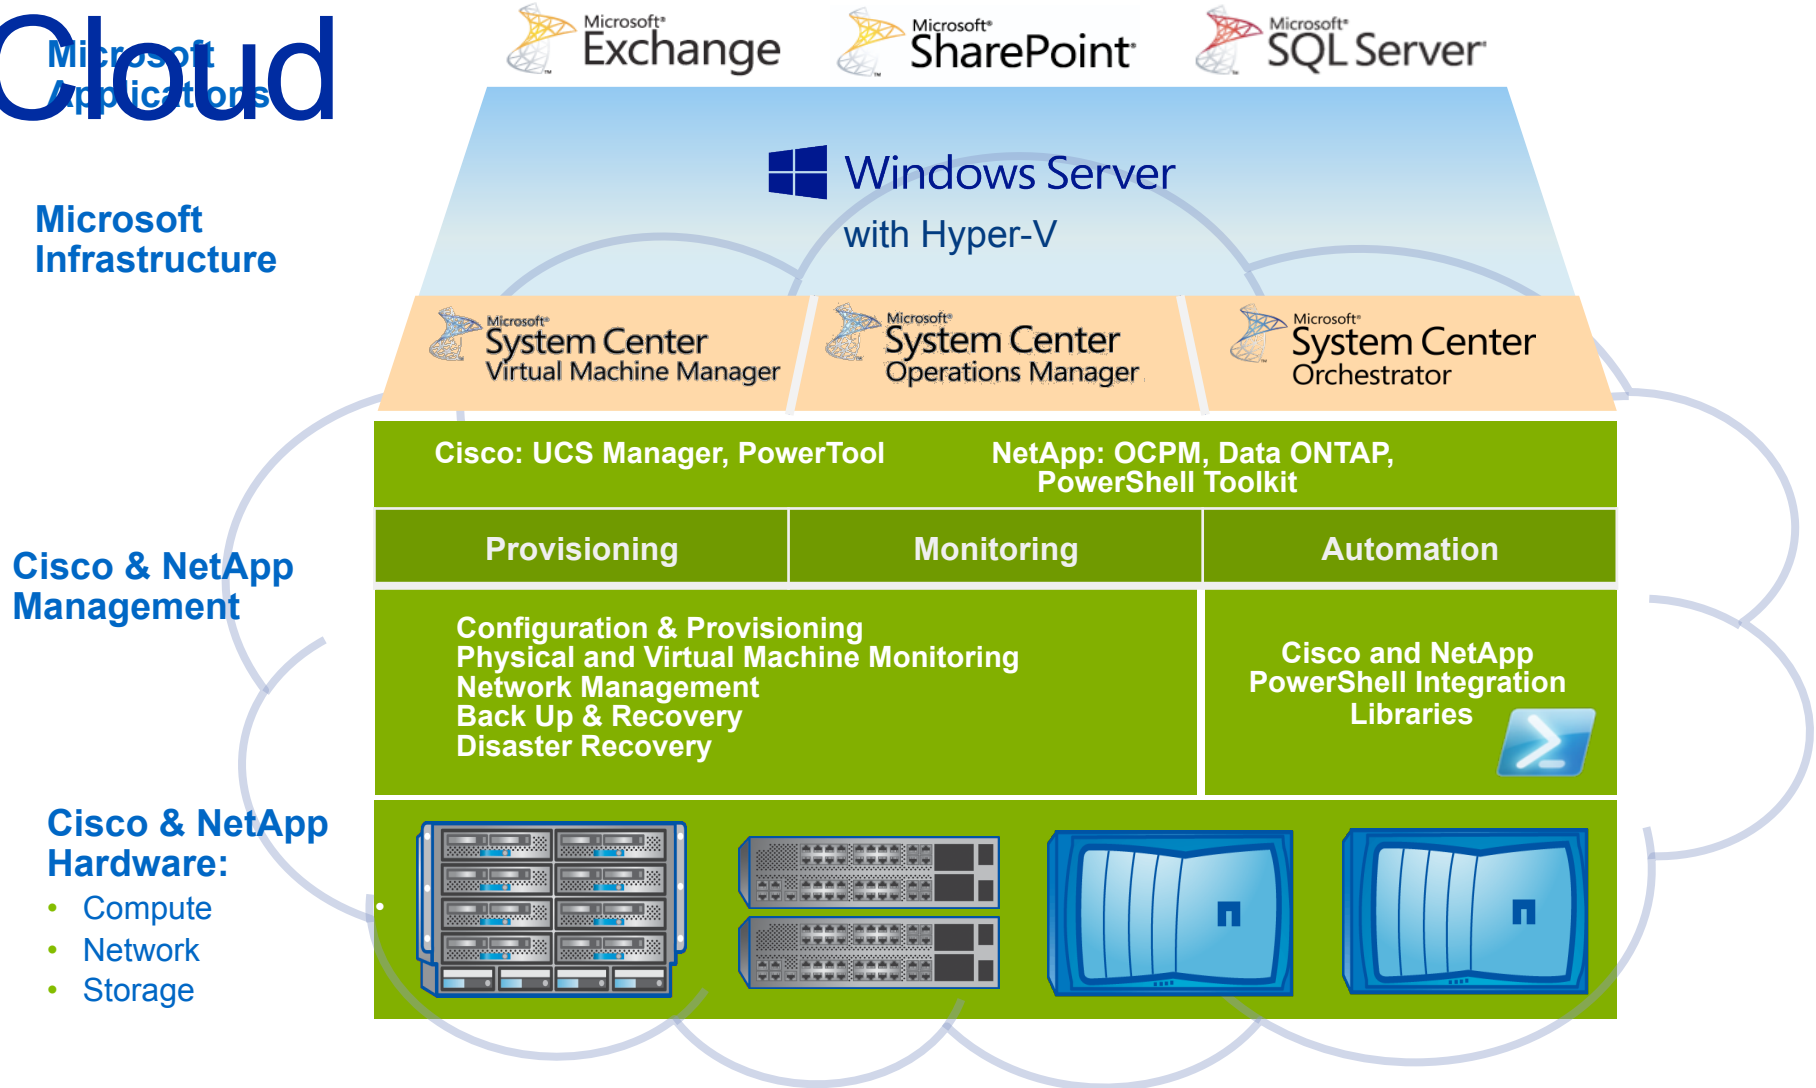 Cloud
Microsoft
Applications
Microsoft®
Exchange
Microsoft®
SharePoint®
Microsoft®
SQL Server®
Windows Server
with Hyper-V
Microsoft
Infrastructure
Microsoft®
System Center
Virtual Machine Manager
Microsoft®
System Center
Operations Manager
Microsoft®
System Center
Orchestrator
Cisco: UCS Manager, PowerTool
NetApp: OCPM, Data ONTAP,
PowerShell Toolkit
Provisioning
Monitoring
Automation
Cisco & NetApp
Management
Configuration & Provisioning
Physical and Virtual Machine Monitoring
Network Management
Back Up & Recovery
Disaster Recovery
Cisco and NetApp
PowerShell Integration
Libraries
Cisco & NetApp
Hardware:
• Compute
• Network
• Storage